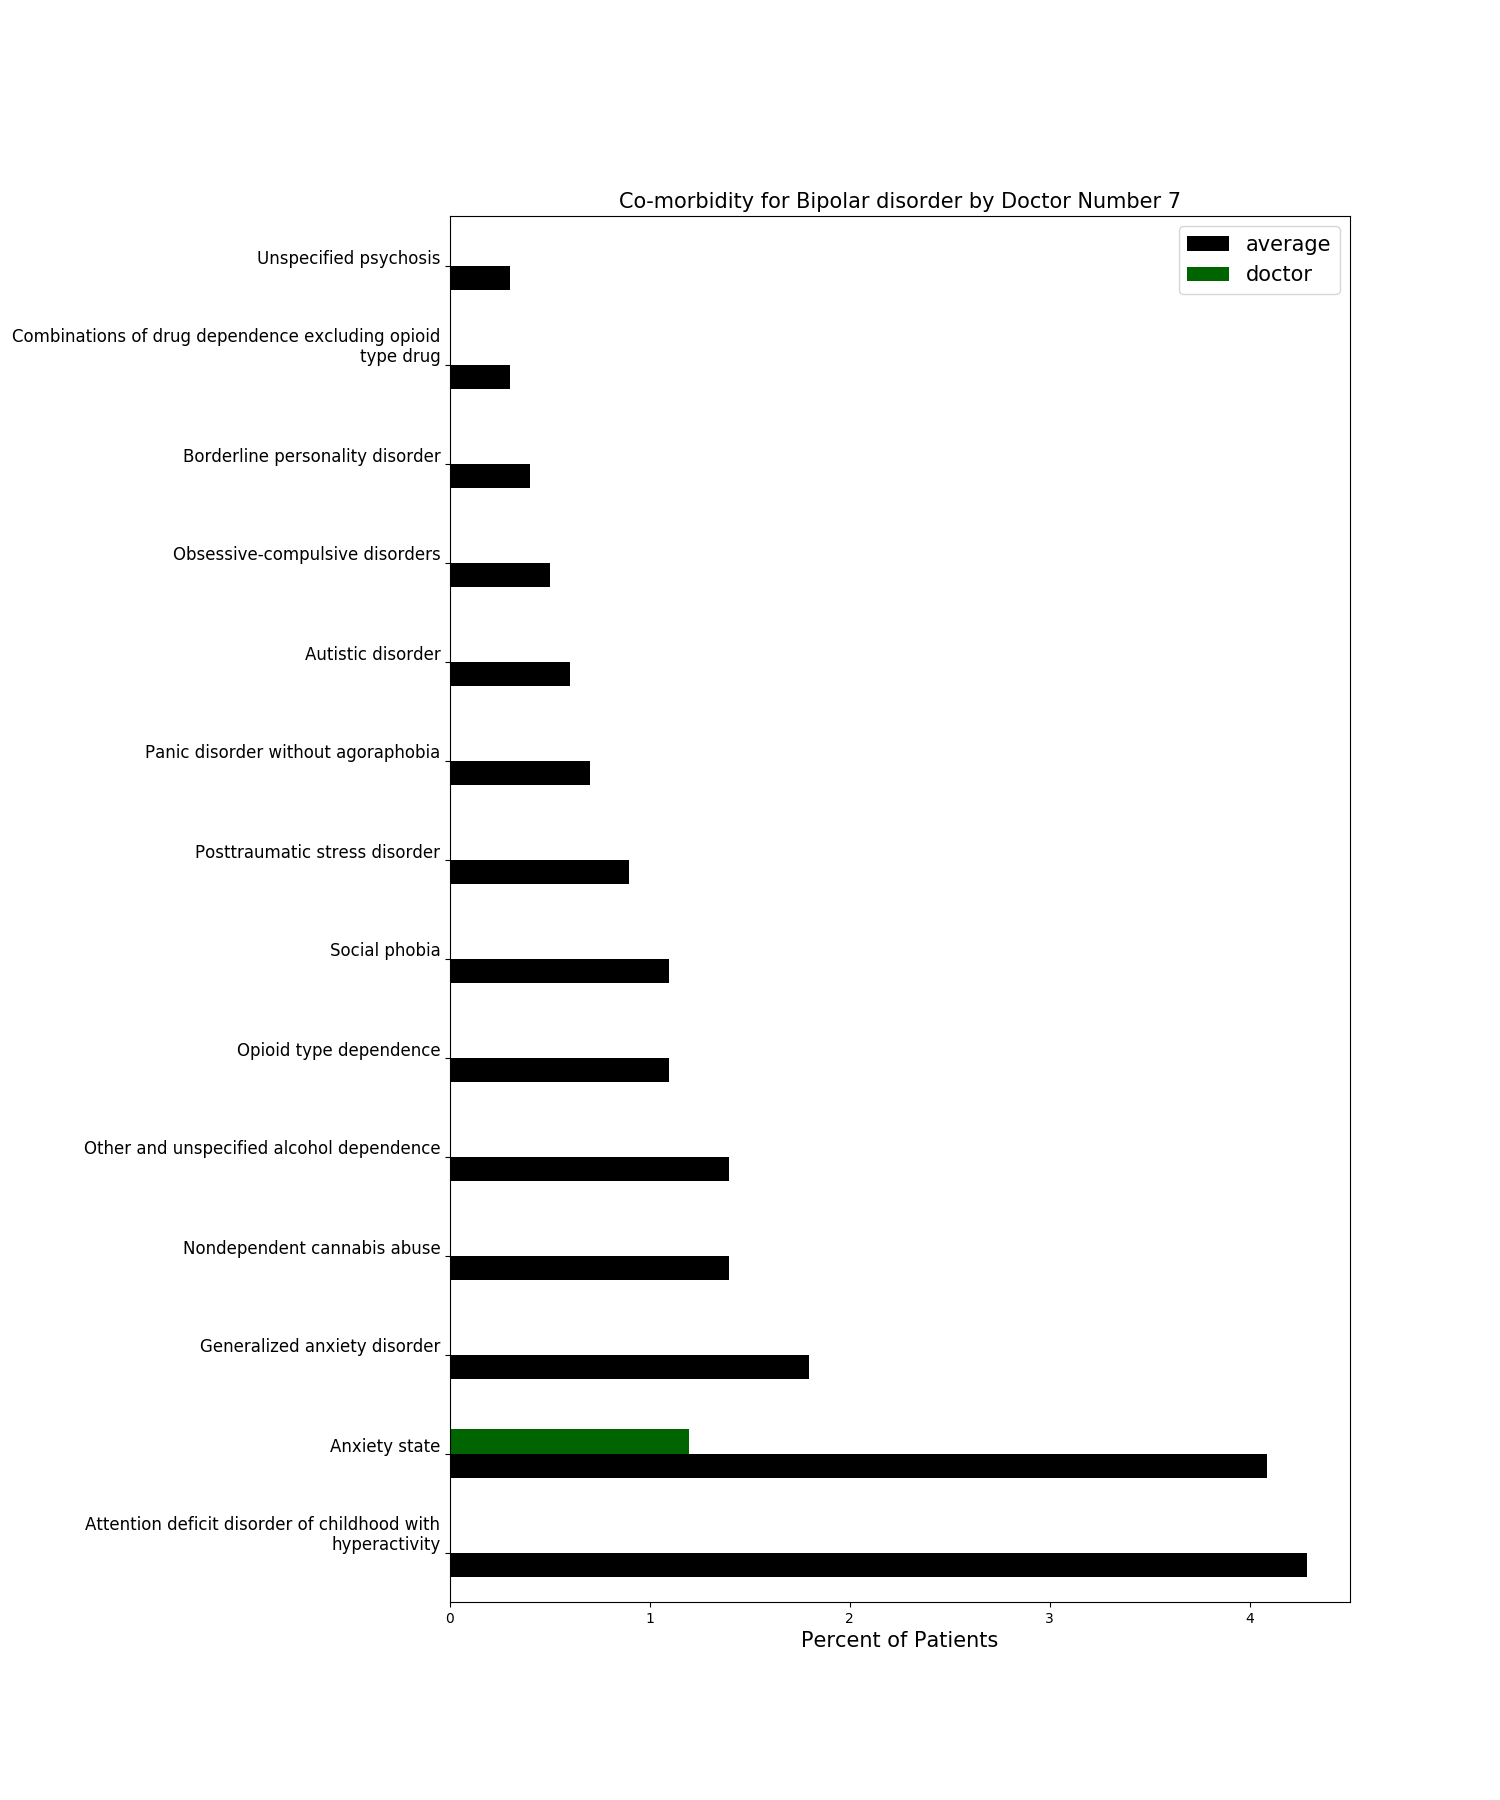 Co-morbidity for Bipolar disorder by Doctor Number 7
average
doctor
Unspecified psychosis
Combinations of drug dependence excluding opioid
type drug
Borderline personality disorder
Obsessive-compulsive disorders
Autistic disorder
Panic disorder without agoraphobia
Posttraumatic stress disorder
Social phobia
Opioid type dependence
Other and unspecified alcohol dependence
Nondependent cannabis abuse
Generalized anxiety disorder
Anxiety state
Attention deficit disorder of childhood with
hyperactivity
0 1 2 3 4
Percent of Patients